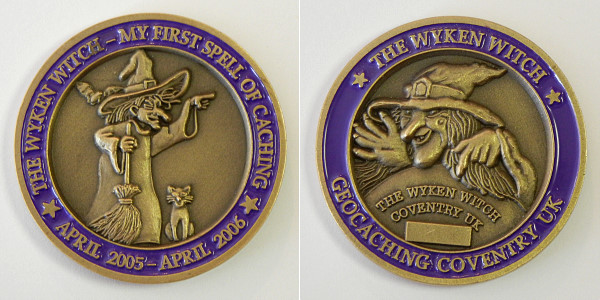 THE WYKEN WITCH – MY FIRST SPELL OF CACHING
APRIL 2005 – APRIL 2006
THE WYKEN WITCH
THE WYKEN WITCH
COVENTRY UK
GEOCACHING COVENTRY UK